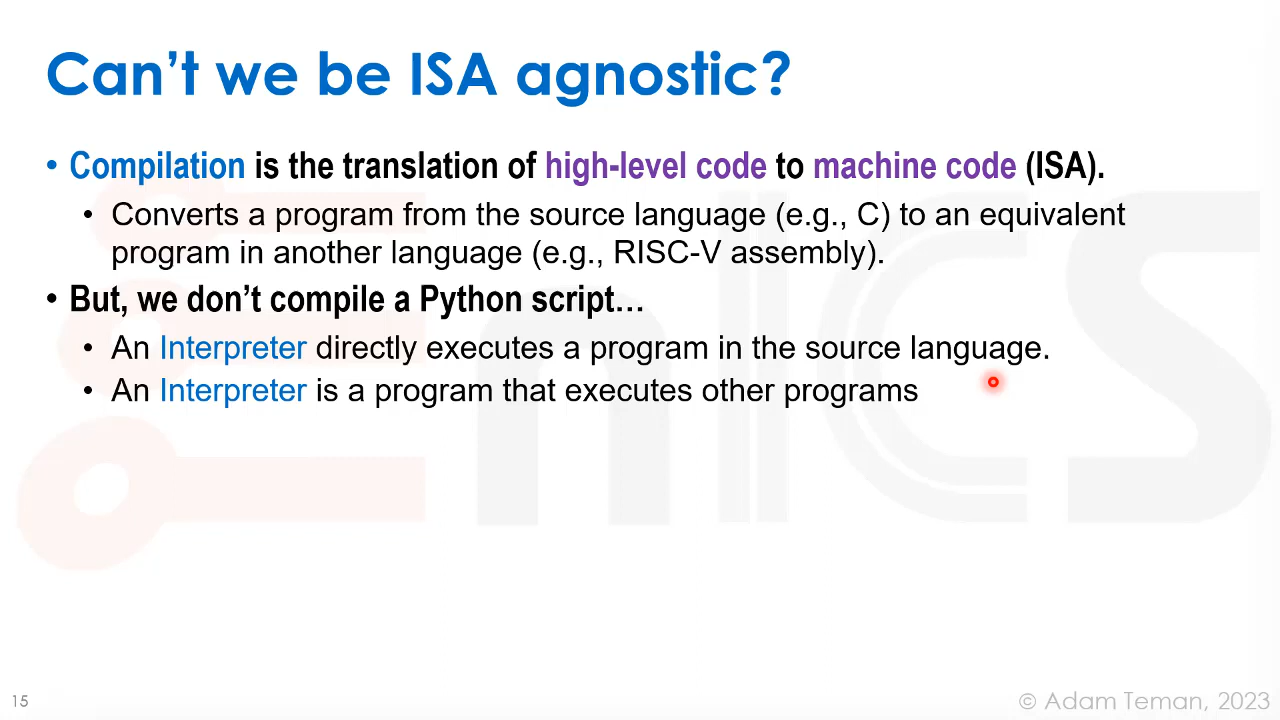 Can’t we be ISA agnostic?
• Compilation is the translation of high-level code to machine code (ISA).
• Converts a program from the source language (e.g., C) to an equivalent
program in another language (e.g., RISC-V assembly).
• But, we don’t compile a Python script…
• An Interpreter directly executes a program in the source language.
• An Interpreter is a program that executes other programs
nICS
15
© Adam Teman, 2023